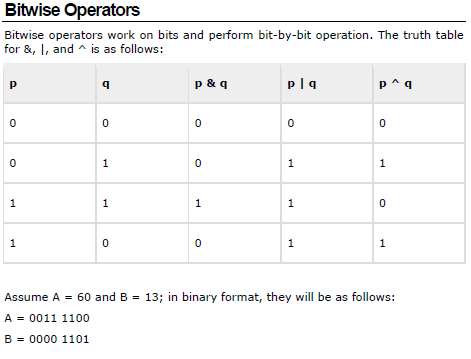 Bitwise Operators
Bitwise operators work on bits and perform bit-by-bit operation. The truth table
for &, |, and ^ is as follows:
p q p & q p | q p ^ q
0 0 0 0 0
0 1 0 1 1
1 1 1 1 0
1 0 0 1 1
Assume A = 60 and B = 13; in binary format, they will be as follows:
A = 0011 1100
B = 0000 1101